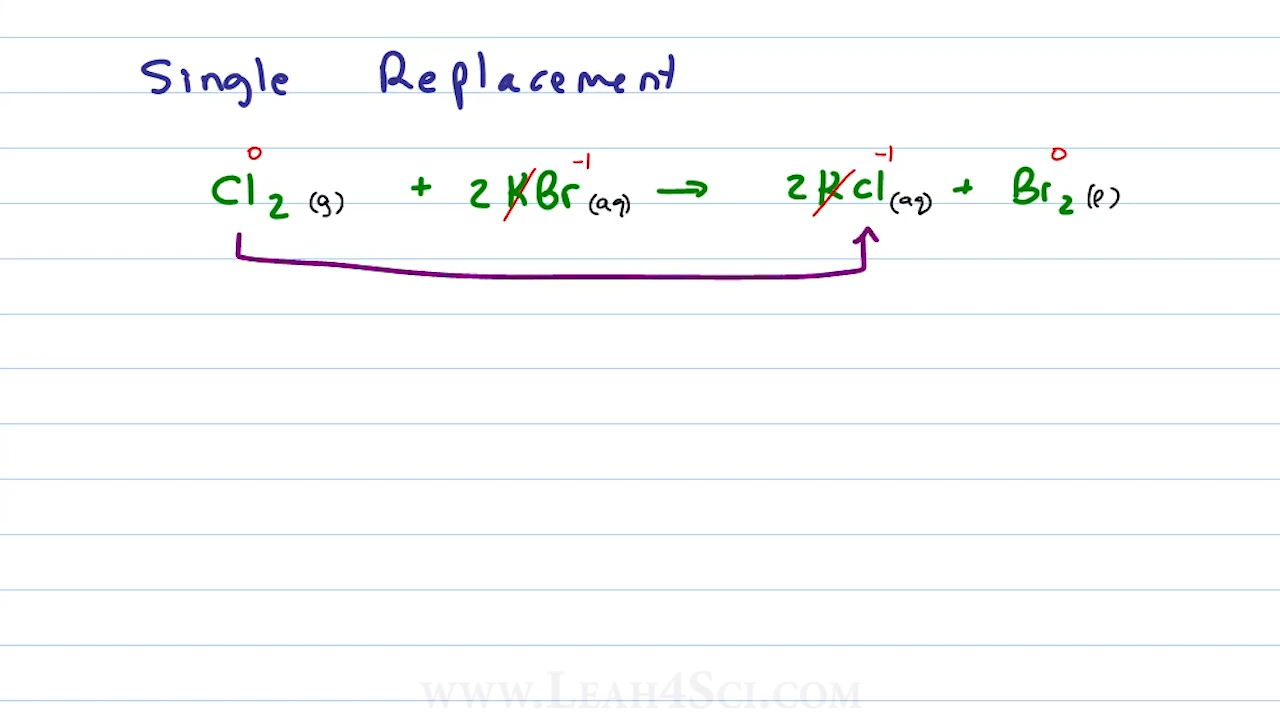 Single Replacement
0 -1 -1 0
Cl2 (g) + 2 KBr (aq) → 2 KCl (aq) + Br2 (l)
www.Leah4Sci.com